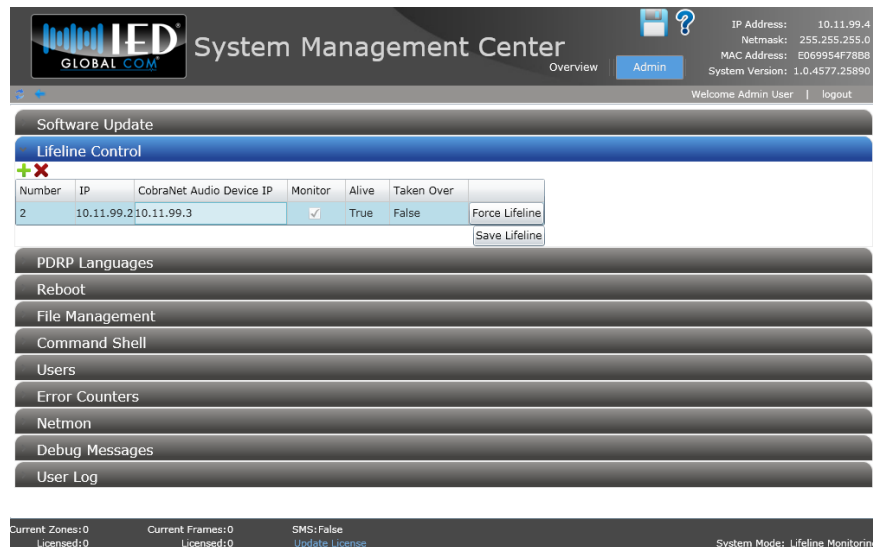 IED®
GLOBAL COM®
System Management Center
Overview
Admin
?
IP Address: 10.11.99.4
Netmask: 255.255.255.0
MAC Address: E069954F78B8
System Version: 1.0.4577.25890
Welcome Admin User | logout
Software Update
Lifeline Control
Number IP CobraNet Audio Device IP Monitor Alive Taken Over
2 10.11.99.2 10.11.99.3 True False Force Lifeline
Save Lifeline
PDRP Languages
Reboot
File Management
Command Shell
Users
Error Counters
Netmon
Debug Messages
User Log
Current Zones:0 Current Frames:0 SMS:False
Licensed:0 Licensed:0 Update License System Mode: Lifeline Monitoring